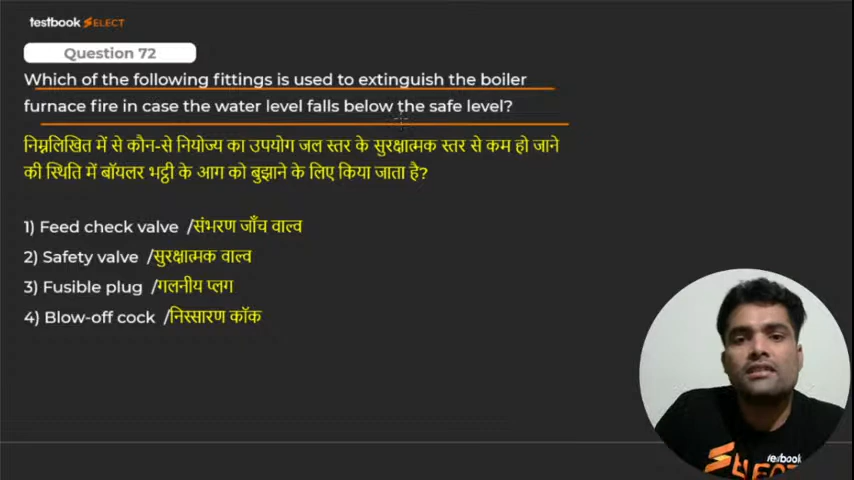 testbook SELECT
Question 72
Which of the following fittings is used to extinguish the boiler
furnace fire in case the water level falls below the safe level?
निम्नलिखित में से कौन-से नियोज्य का उपयोग जल स्तर के सुरक्षात्मक स्तर से कम हो जाने
की स्थिति में बॉयलर भट्टी के आग को बुझाने के लिए किया जाता है?
1) Feed check valve /संभरण जाँच वाल्व
2) Safety valve /सुरक्षात्मक वाल्व
3) Fusible plug /गलनीय प्लग
4) Blow-off cock /निस्सारण कॉक